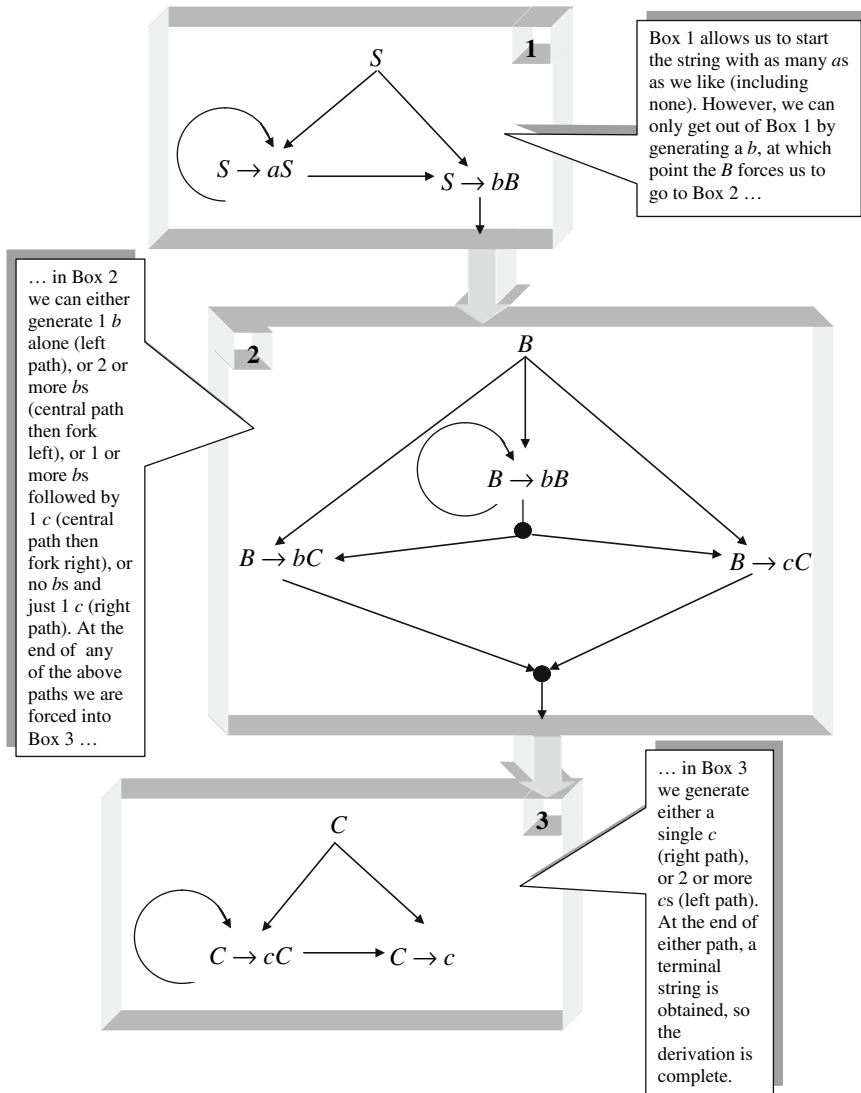 1
S
S → aS
S → bB
Box 1 allows us to start
the string with as many as
as we like (including
none). However, we can
only get out of Box 1 by
generating a b, at which
point the B forces us to
go to Box 2 …
… in Box 2
we can either
generate 1 b
alone (left
path), or 2 or
more bs
(central path
then fork
left), or 1 or
more bs
followed by
1 c (central
path then
fork right), or
no bs and
just 1 c (right
path). At the
end of any
of the above
paths we are
forced into
Box 3 …
2
B
B → bB
B → bC
B → cC
3
C
C → cC
C → c
… in Box 3
we generate
either a
single c
(right path),
or 2 or more
cs (left path).
At the end of
either path, a
terminal
string is
obtained, so
the
derivation is
complete.